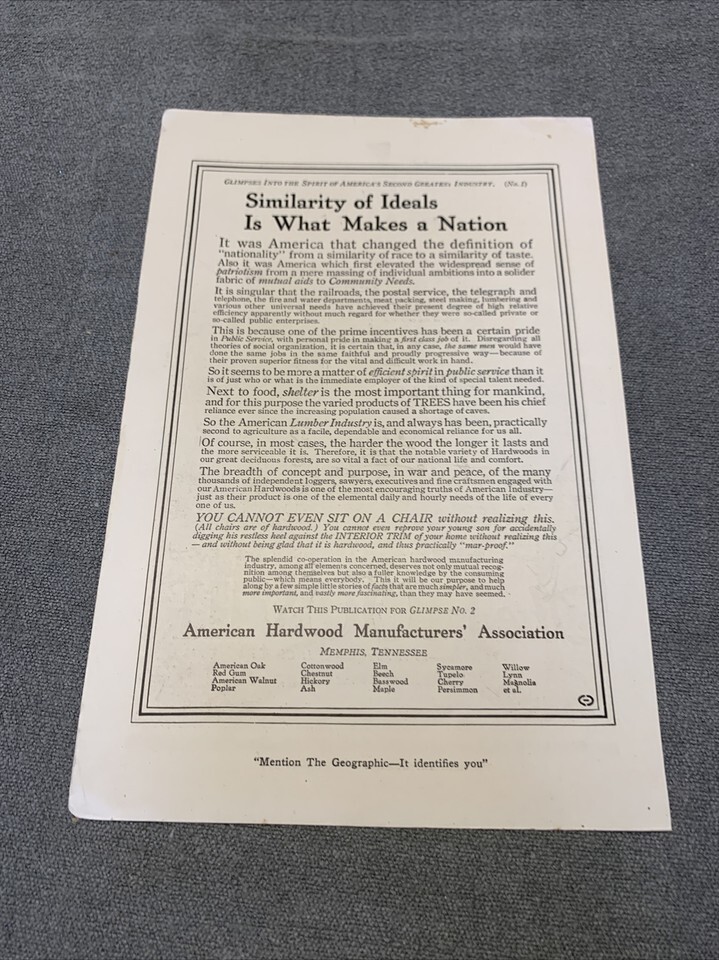 GLIMPSES INTO THE SPIRIT OF AMERICA'S SECOND GREATEST INDUSTRY. (No. 1)
Similarity of Ideals
Is What Makes a Nation
It was America that changed the definition of
"nationality" from a similarity of race to a similarity of taste.
Also it was America which first elevated the widespread sense of
patriotism from a mere massing of individual ambitions into a solider
fabric of mutual aids to Community Needs.
It is singular that the railroads, the postal service, the telegraph and
telephone, the fire and water departments, meat packing, steel making, lumbering and
various other universal needs have achieved their present degree of high relative
efficiency apparently without much regard for whether they were so-called private or
so-called public enterprises.
This is because one of the prime incentives has been a certain pride
in Public Service, with personal pride in making a first class job of it. Disregarding all
theories of social organization, it is certain that, in any case, the same men would have
done the same jobs in the same faithful and proudly progressive way—because of
their proven superior fitness for the vital and difficult work in hand.
So it seems to be more a matter of efficient spirit in public service than it
is of just who or what is the immediate employer of the kind of special talent needed.
Next to food, shelter is the most important thing for mankind,
and for this purpose the varied products of TREES have been his chief
reliance ever since the increasing population caused a shortage of caves.
So the American Lumber Industry is, and always has been, practically
second to agriculture as a facile, dependable and economical reliance for us all.
Of course, in most cases, the harder the wood the longer it lasts and
the more serviceable it is. Therefore, it is that the notable variety of Hardwoods in
our great deciduous forests, are so vital a fact of our national life and comfort.
The breadth of concept and purpose, in war and peace, of the many
thousands of independent loggers, sawyers, executives and fine craftsmen engaged with
our American Hardwoods is one of the most encouraging truths of American Industry—
just as their product is one of the elemental daily and hourly needs of the life of every
one of us.
YOU CANNOT EVEN SIT ON A CHAIR without realizing this.
(All chairs are of hardwood.) You cannot even reprove your young son for accidentally
digging his restless heel against the INTERIOR TRIM of your home without realizing this
—and without being glad that it is hardwood, and thus practically "mar-proof."
The splendid co-operation in the American hardwood manufacturing
industry, among all elements concerned, deserves not only mutual recog-
nition among themselves but also a fuller knowledge by the consuming
public—which means everybody. This it will be our purpose to help
along by a few simple little stories of facts that are much simpler, and much
more important, and vastly more fascinating, than they may have seemed.
WATCH THIS PUBLICATION FOR GLIMPSE NO. 2
American Hardwood Manufacturers' Association
MEMPHIS, TENNESSEE
American Oak Cottonwood Elm Sycamore Willow
Red Gum Chestnut Beech Tupelo Lynn
American Walnut Hickory Basswood Cherry Magnolia
Poplar Ash Maple Persimmon et al.
"Mention The Geographic—It identifies you"